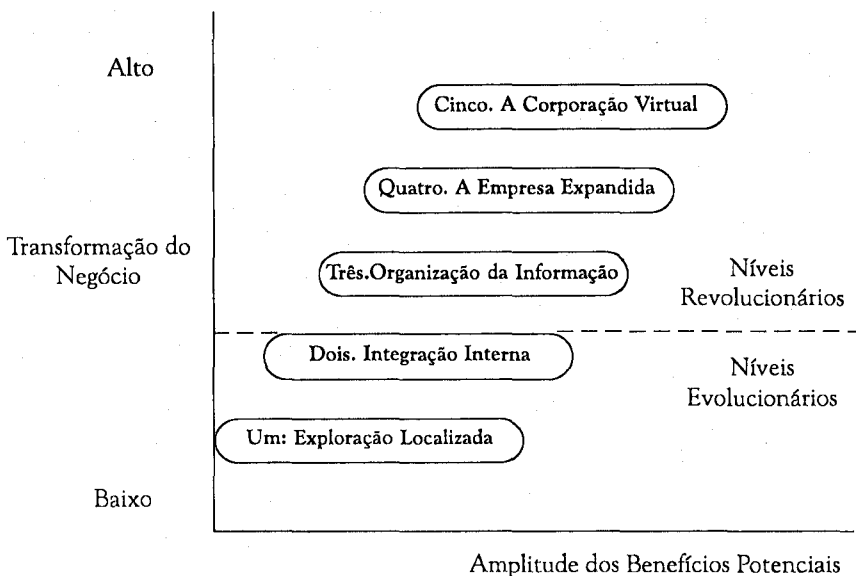 Alto
Cinco. A Corporação Virtual
Quatro. A Empresa Expandida
Transformação do
Negócio
Três.Organização da Informação
Níveis
Revolucionários
Dois. Integração Interna
Níveis
Evolucionários
Um: Exploração Localizada
Baixo
Amplitude dos Benefícios Potenciais